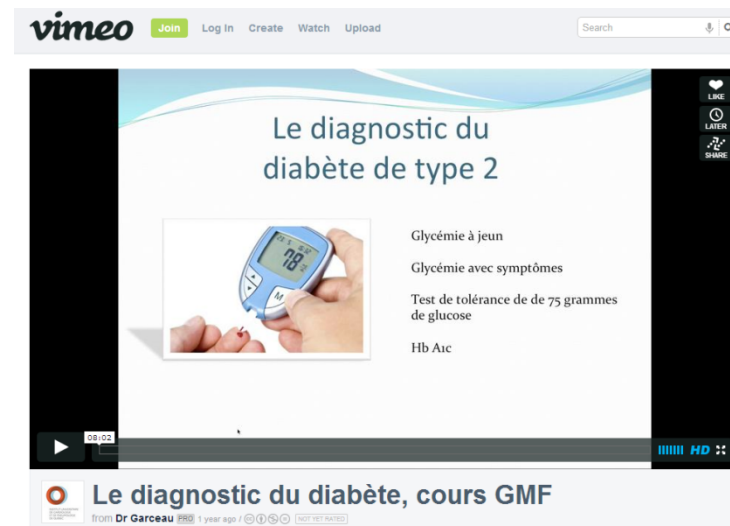 vimeo Join Log In Create Watch Upload Search
LIKE
LATER
SHARE
Le diagnostic du
diabète de type 2
Glycémie à jeun
Glycémie avec symptômes
Test de tolérance de de 75 grammes
de glucose
Hb A1c
78
M
08:02
HD
Le diagnostic du diabète, cours GMF
from Dr Garceau PRO 1 year ago / NOT YET RATED